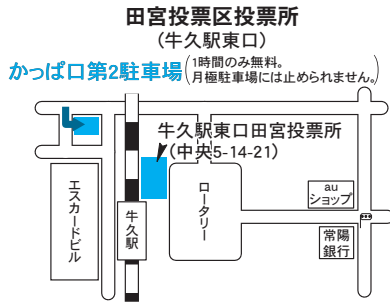 田宮投票区投票所
(牛久駅東口)
かっぱ口第2駐車場
(1時間のみ無料。
月極駐車場には止められません。)
牛久駅東口田宮投票所
(中央5-14-21)
エスカードビル
牛久駅
ロータリー
au
ショップ
常陽
銀行